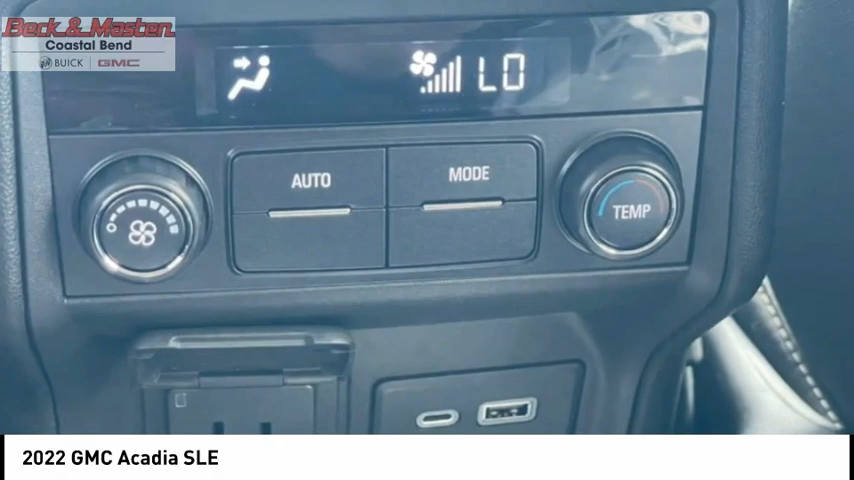 Beck & Masten
Coastal Bend
BUICK | GMC
LO
AUTO
MODE
TEMP
2022 GMC Acadia SLE